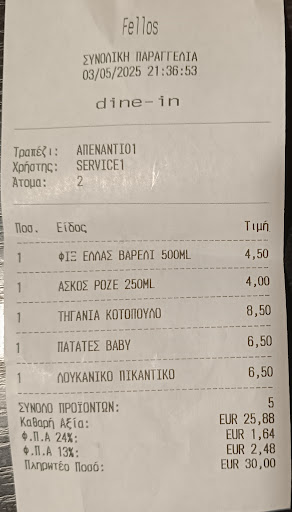 Fellos
ΣΥΝΟΛΙΚΗ ΠΑΡΑΓΓΕΛΙΑ
03/05/2025 21:36:53
dine-in
Τραπέζι: ΑΠΕΝΑΝΤΙ01
Χρήστης: SERVICE1
Άτομα: 2
Ποσ. Είδος Τιμή
1 ΦΙΞ ΕΛΛΑΣ ΒΑΡΕΛΙ 500ML 4,50
1 ΑΣΚΟΣ ΡΟΖΕ 250ML 4,00
1 ΤΗΓΑΝΙΑ ΚΟΤΟΠΟΥΛΟ 8,50
1 ΠΑΤΑΤΕΣ BABY 6,50
1 ΛΟΥΚΑΝΙΚΟ ΠΙΚΑΝΤΙΚΟ 6,50
ΣΥΝΟΛΟ ΠΡΟΪΟΝΤΩΝ: 5
Καθαρή Αξία: EUR 25,88
Φ.Π.Α 24%: EUR 1,64
Φ.Π.Α 13%: EUR 2,48
Πληρωτέο Ποσό: EUR 30,00